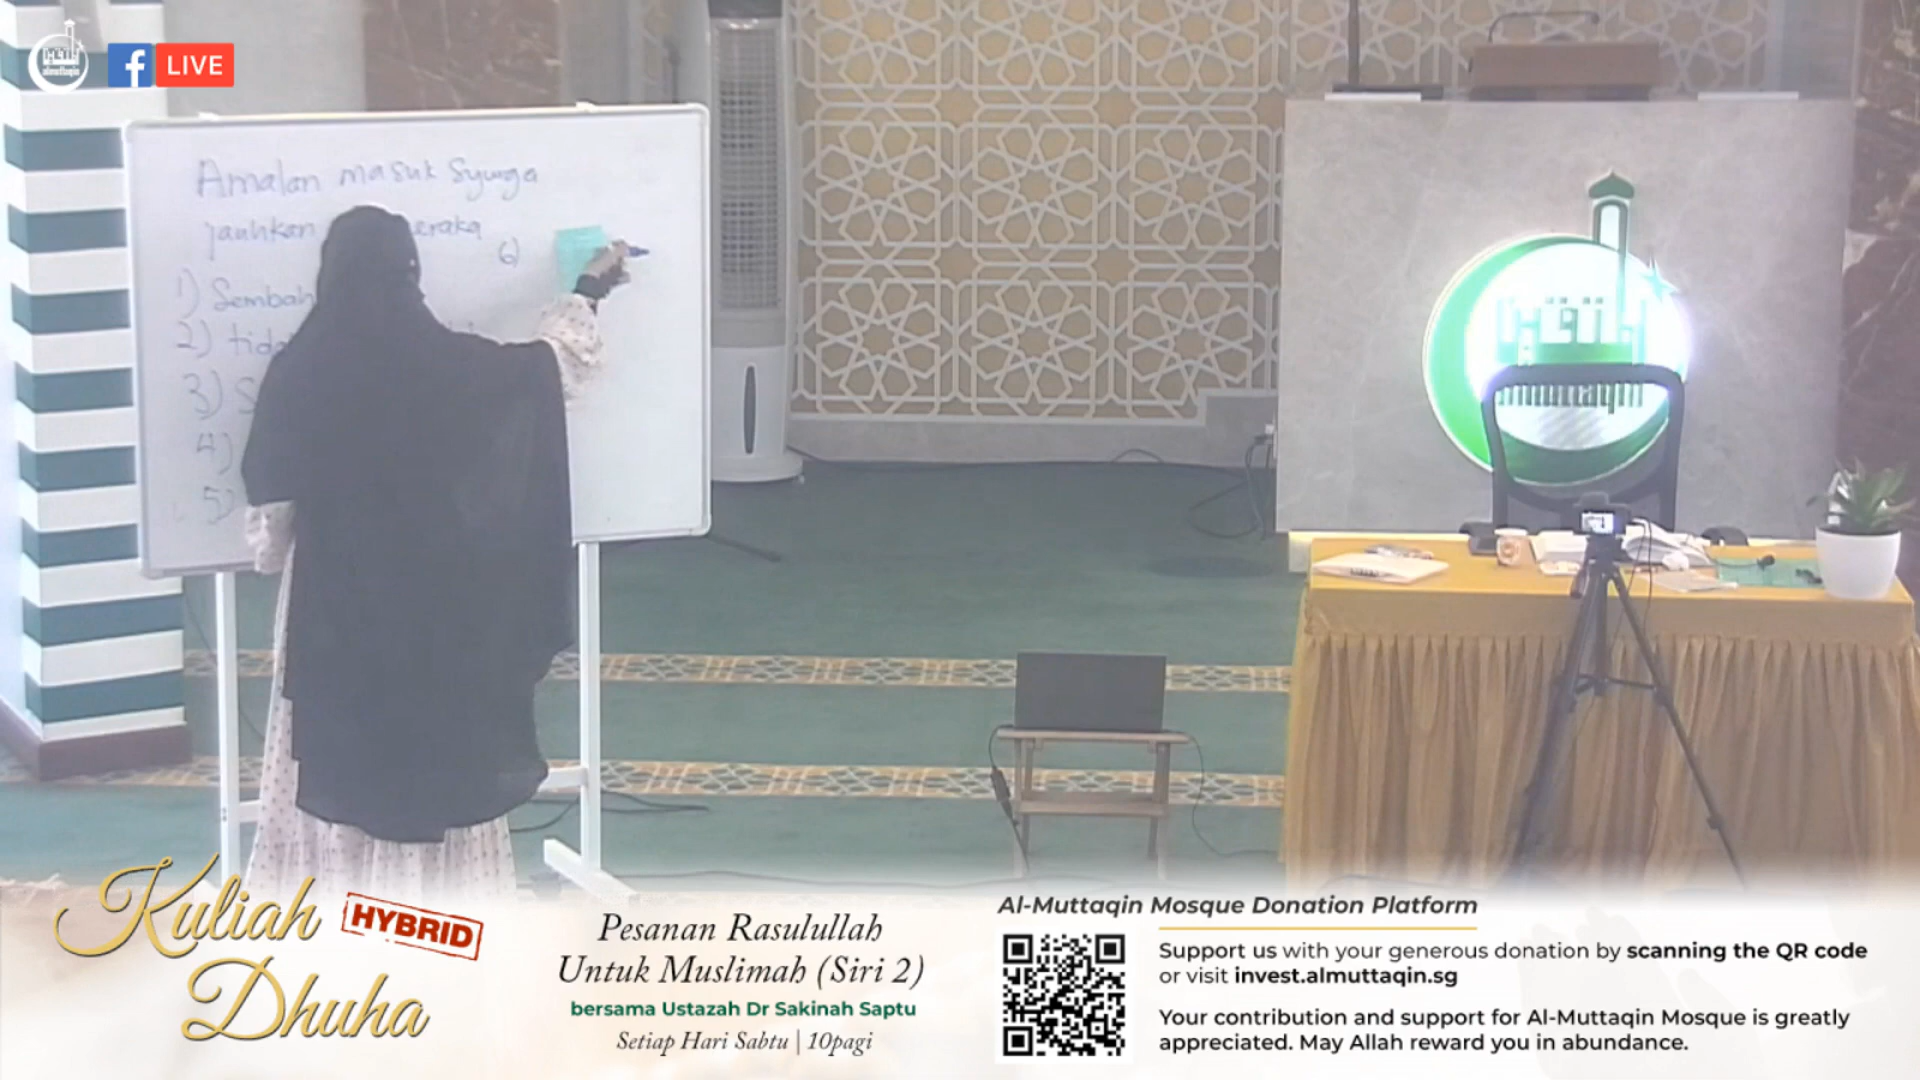 almuttaqin
f LIVE
Amalan masuk Syurga
jauhkan eraka
6)
1) Sembah
2) tida
3) S
4)
5)
almuttaqin
Kuliah
HYBRID
Dhuha
Pesanan Rasulullah
Untuk Muslimah (Siri 2)
bersama Ustazah Dr Sakinah Saptu
Setiap Hari Sabtu | 10pagi
Al-Muttaqin Mosque Donation Platform
Support us with your generous donation by scanning the QR code
or visit invest.almuttaqin.sg
Your contribution and support for Al-Muttaqin Mosque is greatly
appreciated. May Allah reward you in abundance.